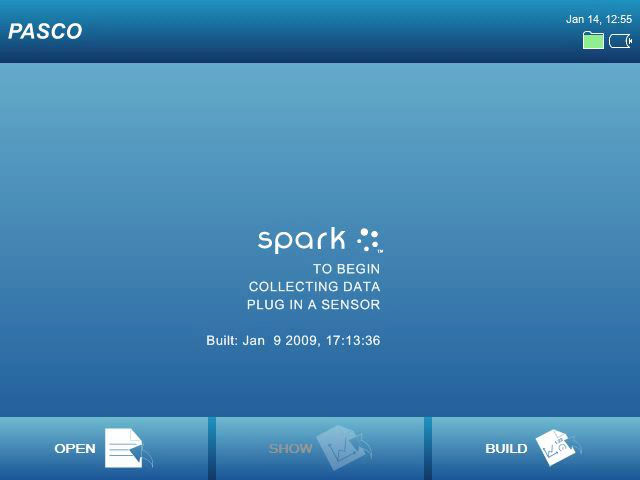 PASCO
Jan 14, 12:55
spark ™
TO BEGIN
COLLECTING DATA
PLUG IN A SENSOR
Built: Jan  9 2009, 17:13:36
OPEN
SHOW
BUILD